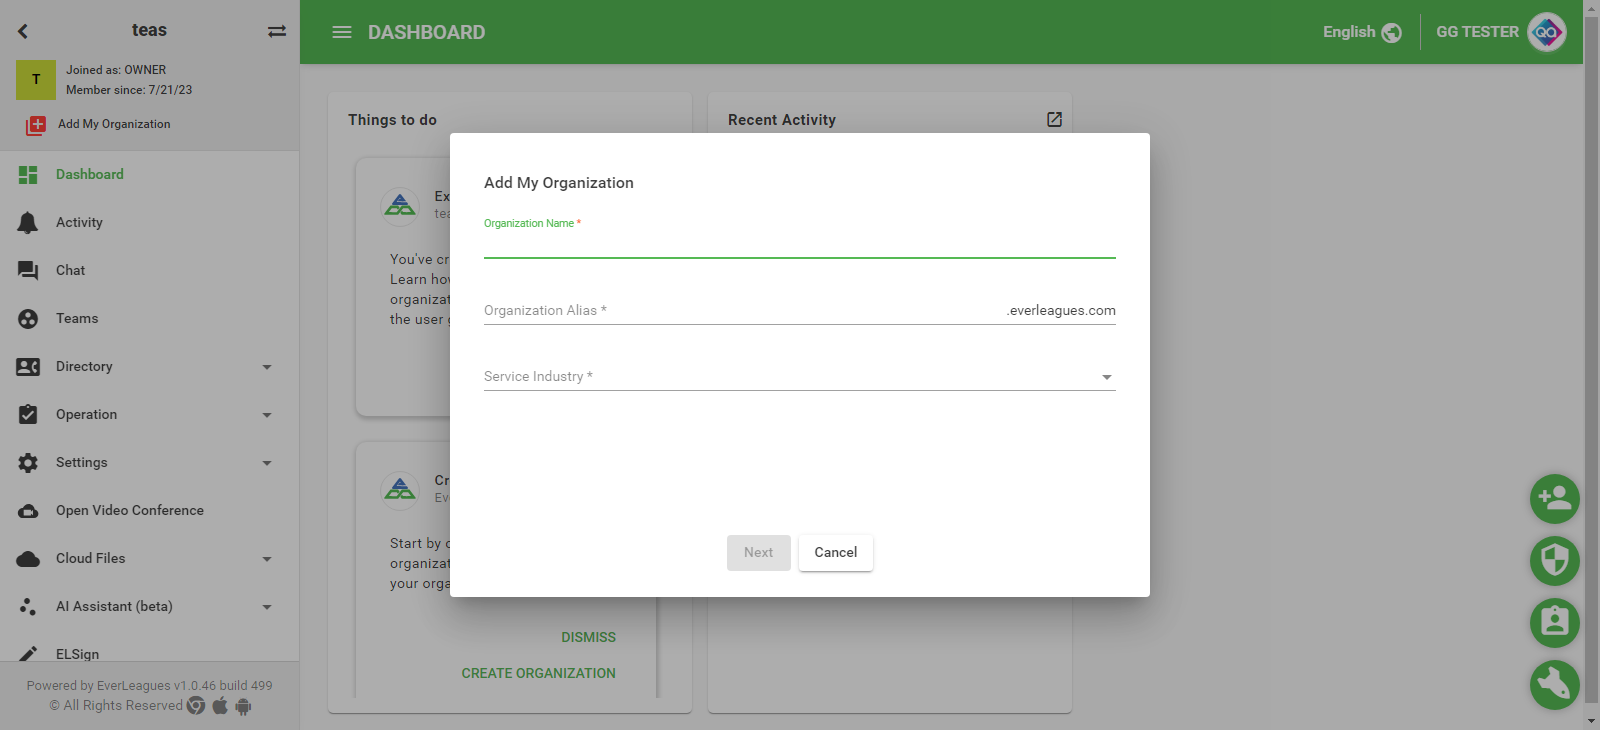 teas
T
Joined as: OWNER
Member since: 7/21/23
Add My Organization
Dashboard
Activity
Chat
Teams
Directory
Operation
Settings
Open Video Conference
Cloud Files
AI Assistant (beta)
ELSign
Powered by EverLeagues v1.0.46 build 499
© All Rights Reserved
DASHBOARD
English
GG TESTER
QA
Things to do
Recent Activity
Ex
tea
You've cr
Learn how
organizat
the user g
Cr
Ev
Start by c
organizat
your orga
DISMISS
CREATE ORGANIZATION
Add My Organization
Organization Name *
Organization Alias *
.everleagues.com
Service Industry *
Next
Cancel